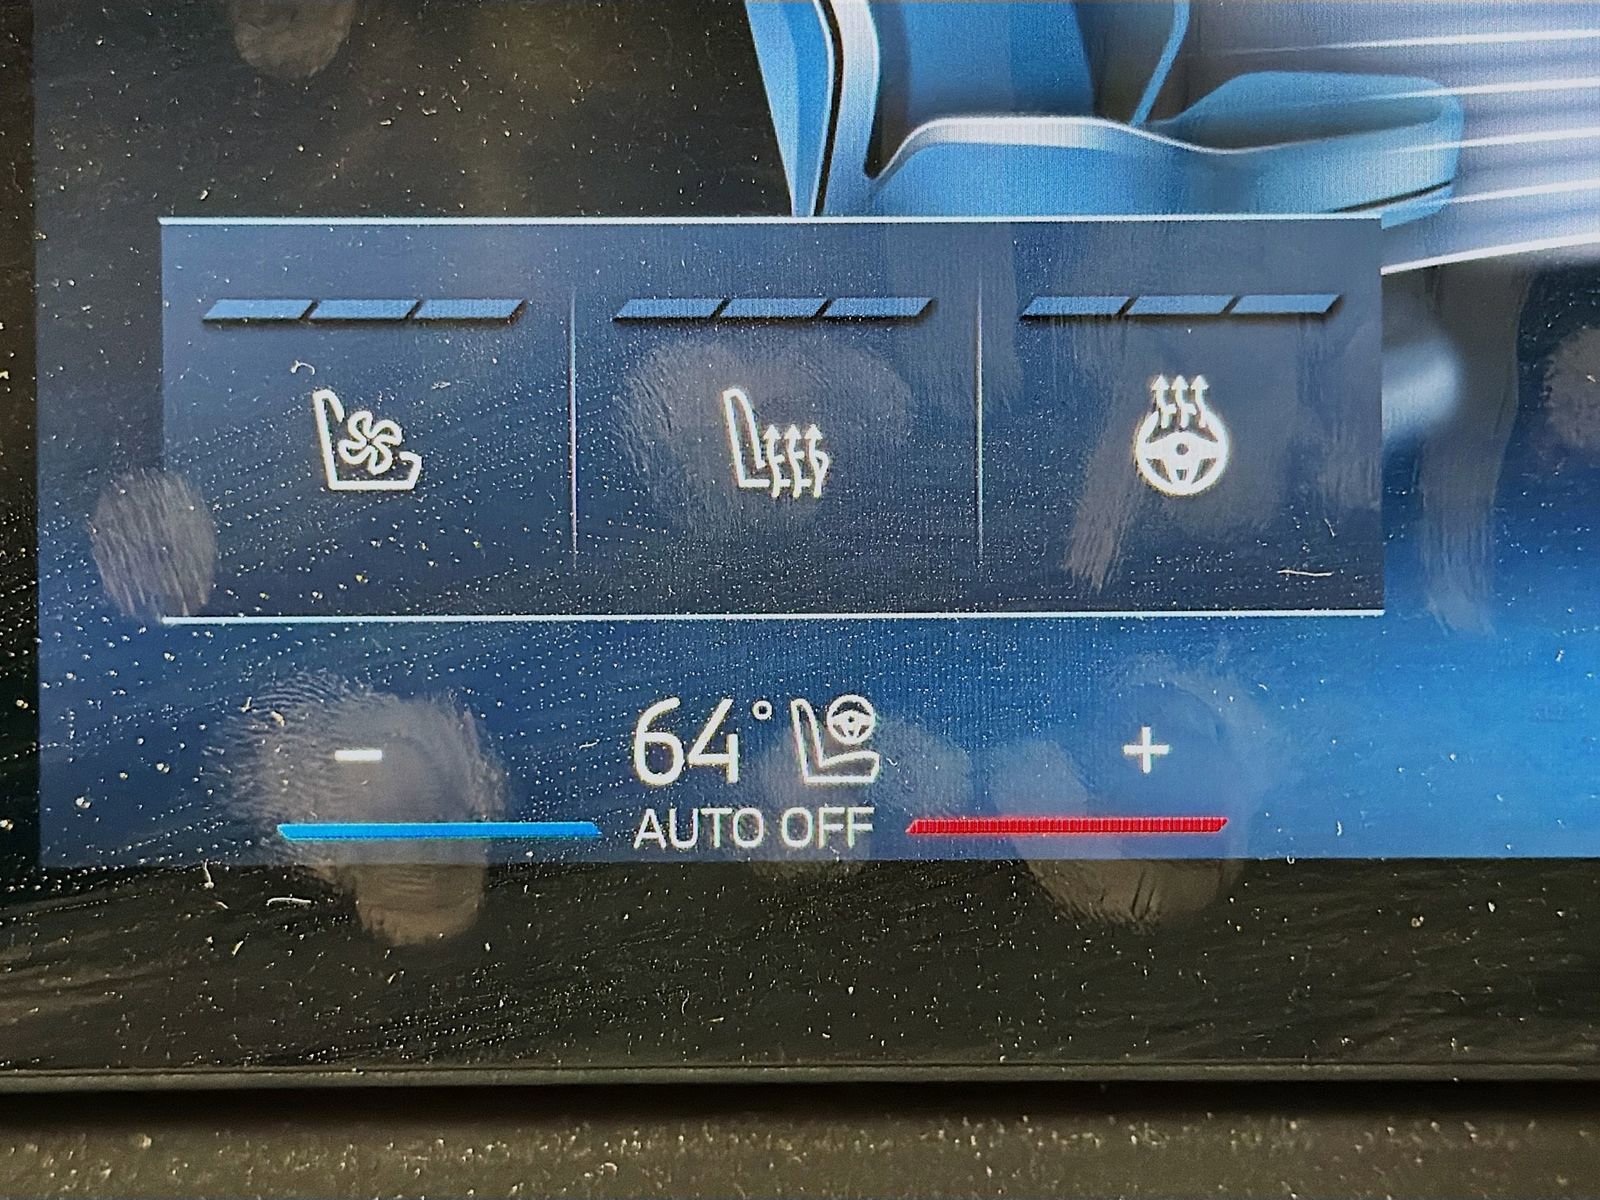 - 64° +
AUTO OFF